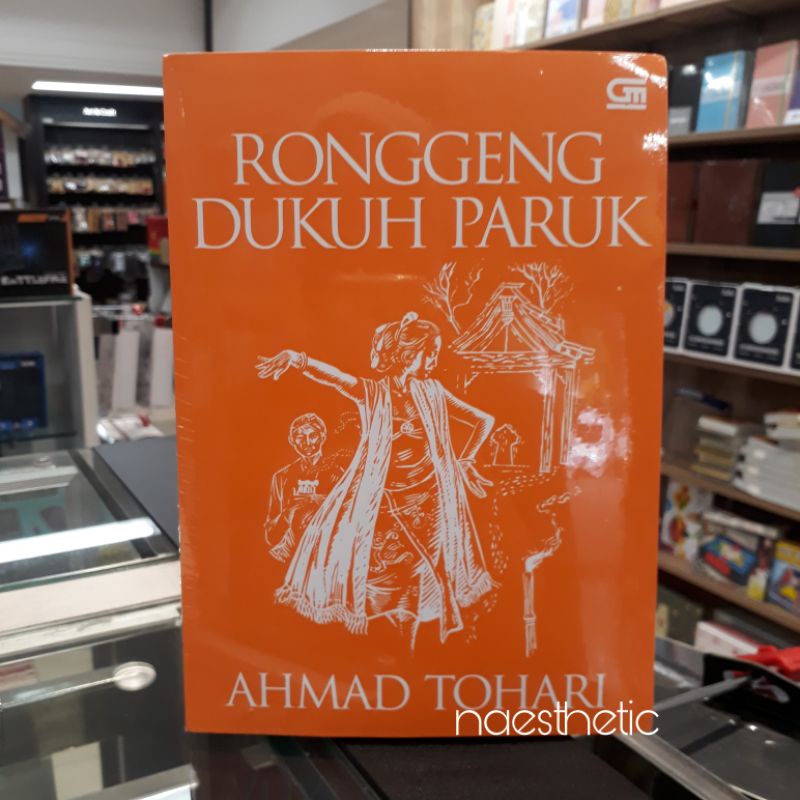 GM
RONGGENG
DUKUH PARUK
AHMAD TOHARI
naesthetic